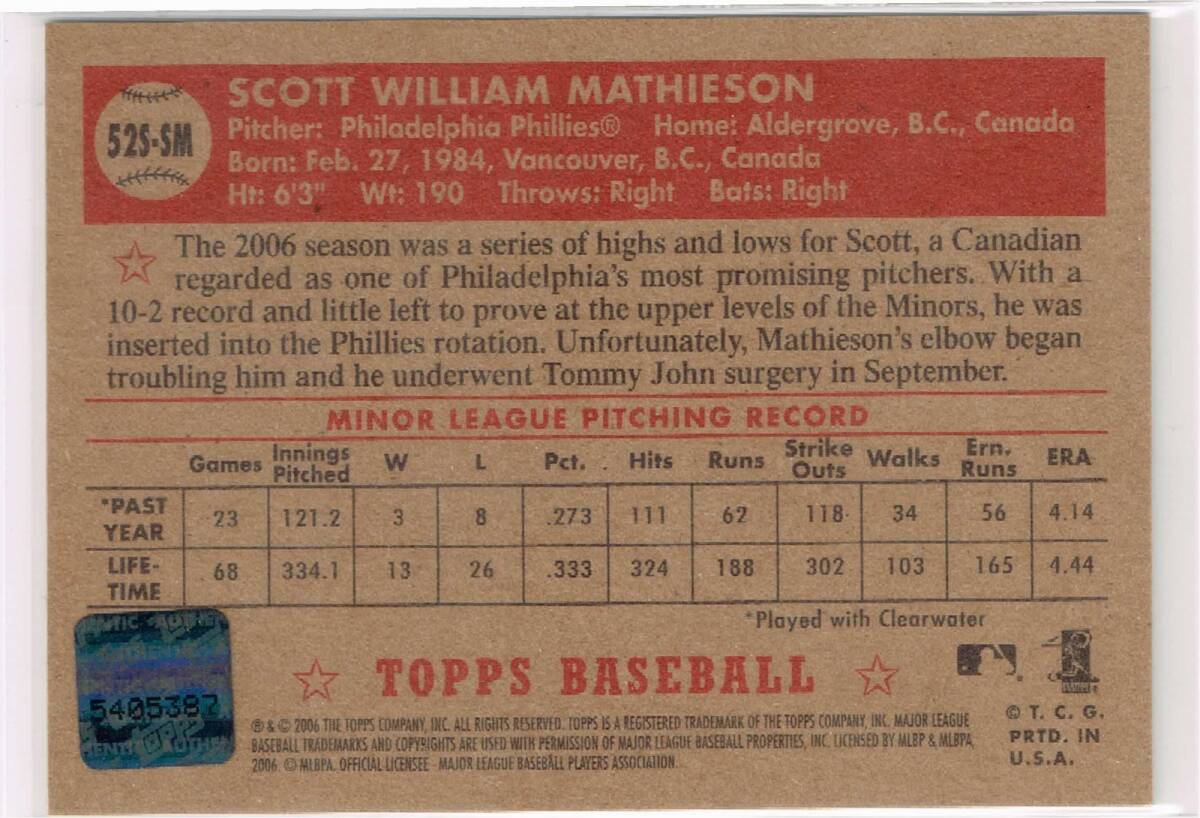 52S-SM
SCOTT WILLIAM MATHIESON
Pitcher: Philadelphia Phillies® Home: Aldergrove, B.C., Canada
Born: Feb. 27, 1984, Vancouver, B.C., Canada
Ht: 6'3" Wt: 190 Throws: Right Bats: Right
The 2006 season was a series of highs and lows for Scott, a Canadian
regarded as one of Philadelphia's most promising pitchers. With a
10-2 record and little left to prove at the upper levels of the Minors, he was
inserted into the Phillies rotation. Unfortunately, Mathieson's elbow began
troubling him and he underwent Tommy John surgery in September.
MINOR LEAGUE PITCHING RECORD
Games Innings Pitched W L Pct. Hits Runs Strike Outs Walks Ern. Runs ERA
*PAST YEAR 23 121.2 3 8 .273 111 62 118 34 56 4.14
LIFE-TIME 68 334.1 13 26 .333 324 188 302 103 165 4.44
*Played with Clearwater
TOPPS BASEBALL
5405387
® & © 2006 THE TOPPS COMPANY, INC. ALL RIGHTS RESERVED. TOPPS IS A REGISTERED TRADEMARK OF THE TOPPS COMPANY, INC. MAJOR LEAGUE
BASEBALL TRADEMARKS AND COPYRIGHTS ARE USED WITH PERMISSION OF MAJOR LEAGUE BASEBALL PROPERTIES, INC. LICENSED BY MLBP & MLBPA
2006. © MLBPA. OFFICIAL LICENSEE - MAJOR LEAGUE BASEBALL PLAYERS ASSOCIATION.
© T. C. G.
PRTD. IN
U.S.A.